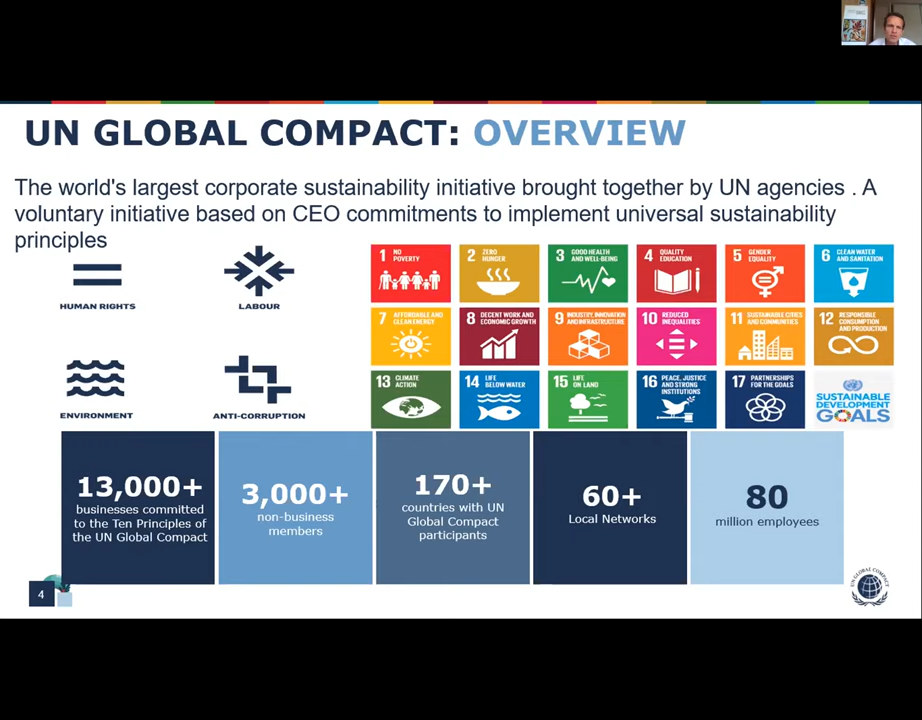 UN GLOBAL COMPACT: OVERVIEW
The world's largest corporate sustainability initiative brought together by UN agencies . A
voluntary initiative based on CEO commitments to implement universal sustainability
principles
HUMAN RIGHTS
LABOUR
ENVIRONMENT
ANTI-CORRUPTION
1 NO
POVERTY
2 ZERO
HUNGER
3 GOOD HEALTH
AND WELL-BEING
4 QUALITY
EDUCATION
5 GENDER
EQUALITY
6 CLEAN WATER
AND SANITATION
7 AFFORDABLE AND
CLEAN ENERGY
8 DECENT WORK AND
ECONOMIC GROWTH
9 INDUSTRY, INNOVATION
AND INFRASTRUCTURE
10 REDUCED
INEQUALITIES
11 SUSTAINABLE CITIES
AND COMMUNITIES
12 RESPONSIBLE
CONSUMPTION
AND PRODUCTION
13 CLIMATE
ACTION
14 LIFE
BELOW WATER
15 LIFE
ON LAND
16 PEACE, JUSTICE
AND STRONG
INSTITUTIONS
17 PARTNERSHIPS
FOR THE GOALS
SUSTAINABLE
DEVELOPMENT
GOALS
13,000+
businesses committed
to the Ten Principles of
the UN Global Compact
3,000+
non-business
members
170+
countries with UN
Global Compact
participants
60+
Local Networks
80
million employees
4
UN GLOBAL COMPACT